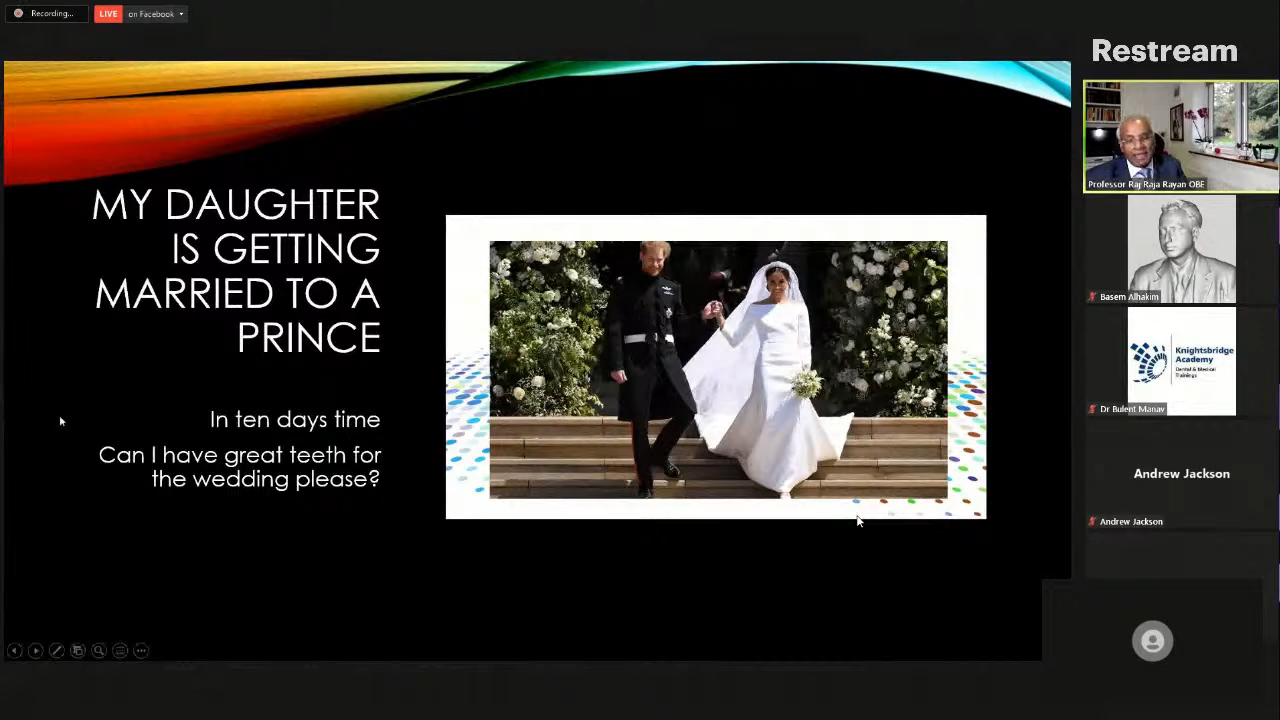 Recording...
LIVE
on Facebook
Restream
MY DAUGHTER
IS GETTING
MARRIED TO A
PRINCE
In ten days time
Can I have great teeth for
the wedding please?
Professor Raj Raja Rayan OBE
Basem Alhakim
Knightsbridge
Academy
Dental & Medical
Trainings
Dr Bulent Manav
Andrew Jackson
Andrew Jackson